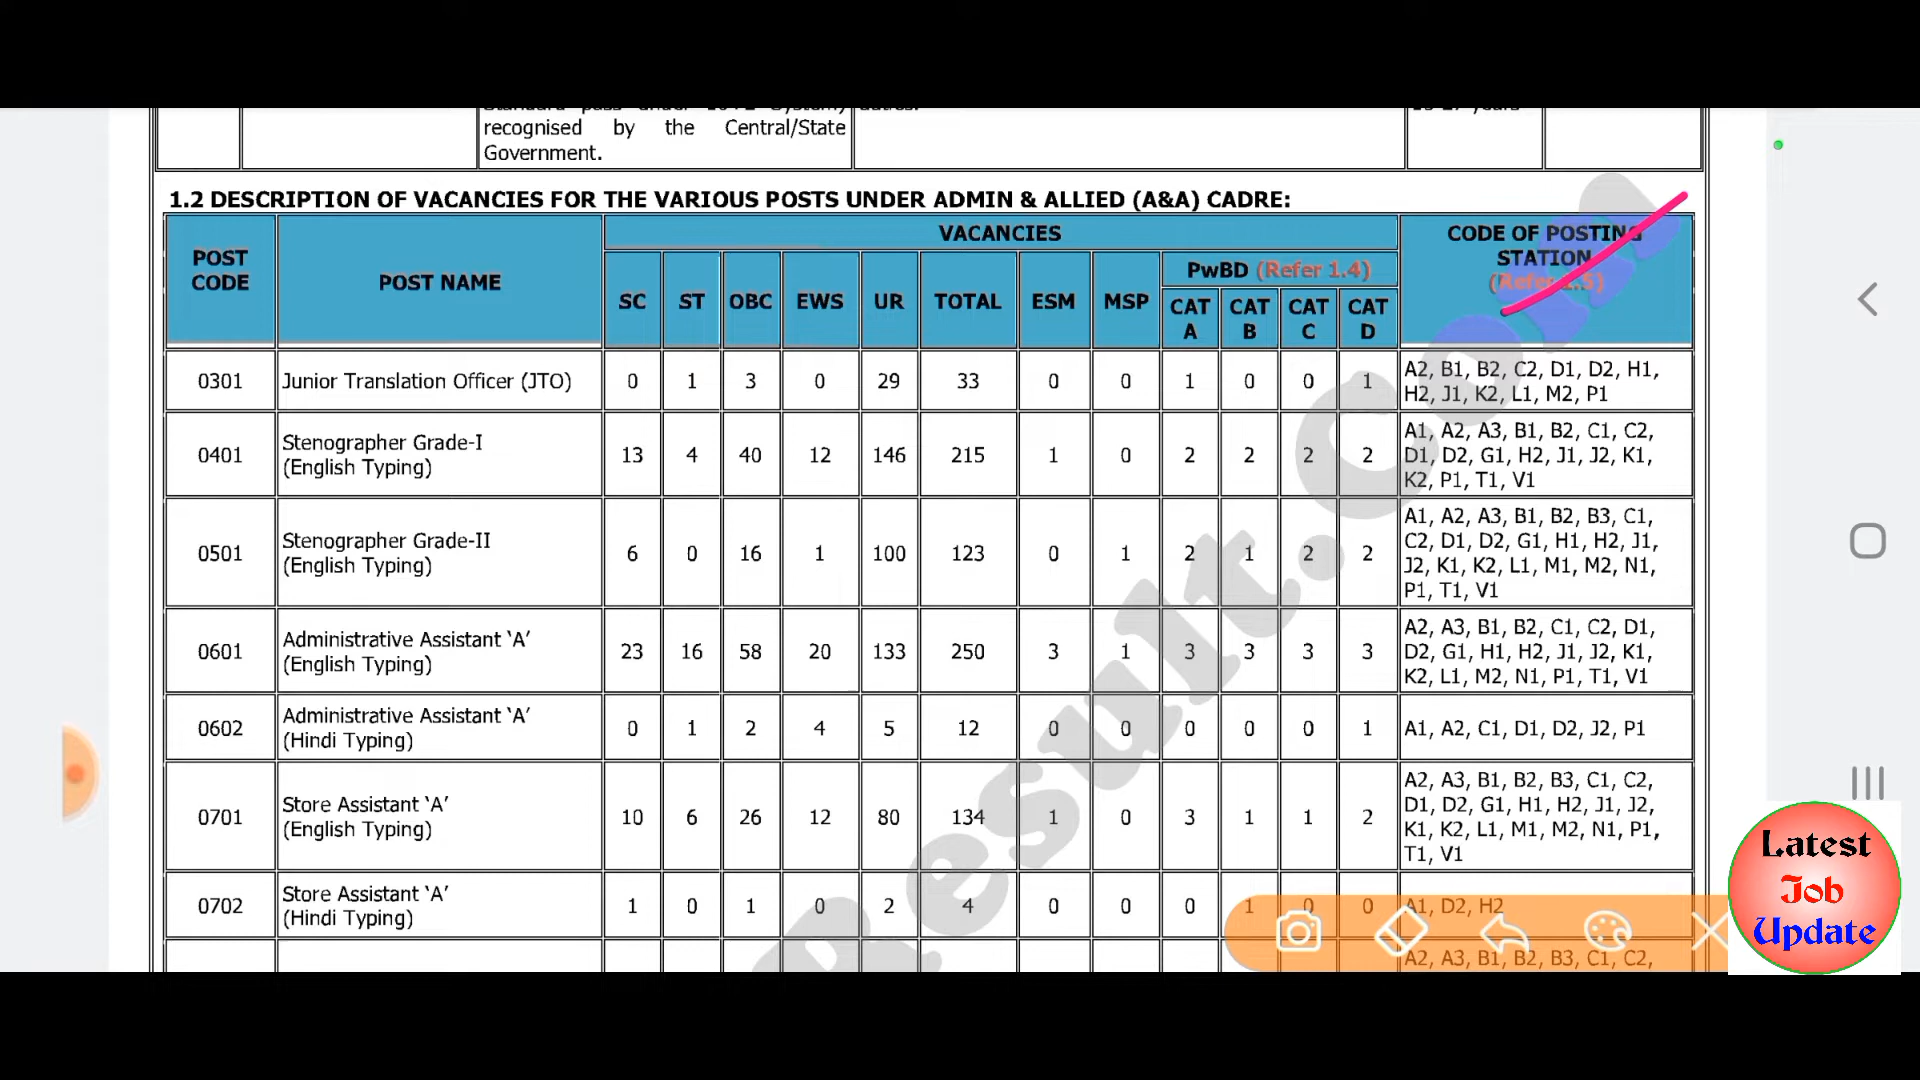 recognised by the Central/State
Government.
1.2 DESCRIPTION OF VACANCIES FOR THE VARIOUS POSTS UNDER ADMIN & ALLIED (A&A) CADRE:
POST CODE POST NAME VACANCIES CODE OF POSTING STATION (Refer 1.5)
SC ST OBC EWS UR TOTAL ESM MSP PwBD (Refer 1.4)
CAT A CAT B CAT C CAT D
0301 Junior Translation Officer (JTO) 0 1 3 0 29 33 0 0 1 0 0 1 A2, B1, B2, C2, D1, D2, H1,
H2, J1, K2, L1, M2, P1
0401 Stenographer Grade-I
(English Typing) 13 4 40 12 146 215 1 0 2 2 2 2 A1, A2, A3, B1, B2, C1, C2,
D1, D2, G1, H2, J1, J2, K1,
K2, P1, T1, V1
0501 Stenographer Grade-II
(English Typing) 6 0 16 1 100 123 0 1 2 1 2 2 A1, A2, A3, B1, B2, B3, C1,
C2, D1, D2, G1, H1, H2, J1,
J2, K1, K2, L1, M1, M2, N1,
P1, T1, V1
0601 Administrative Assistant ‘A’
(English Typing) 23 16 58 20 133 250 3 1 3 3 3 3 A2, A3, B1, B2, C1, C2, D1,
D2, G1, H1, H2, J1, J2, K1,
K2, L1, M2, N1, P1, T1, V1
0602 Administrative Assistant ‘A’
(Hindi Typing) 0 1 2 4 5 12 0 0 0 0 0 1 A1, A2, C1, D1, D2, J2, P1
0701 Store Assistant ‘A’
(English Typing) 10 6 26 12 80 134 1 0 3 1 1 2 A2, A3, B1, B2, B3, C1, C2,
D1, D2, G1, H1, H2, J1, J2,
K1, K2, L1, M1, M2, N1, P1,
T1, V1
0702 Store Assistant ‘A’
(Hindi Typing) 1 0 1 0 2 4 0 0 0 1 0 0 A1, D2, H2
A2, A3, B1, B2, B3, C1, C2,
Result.Com
Latest
Job
Update